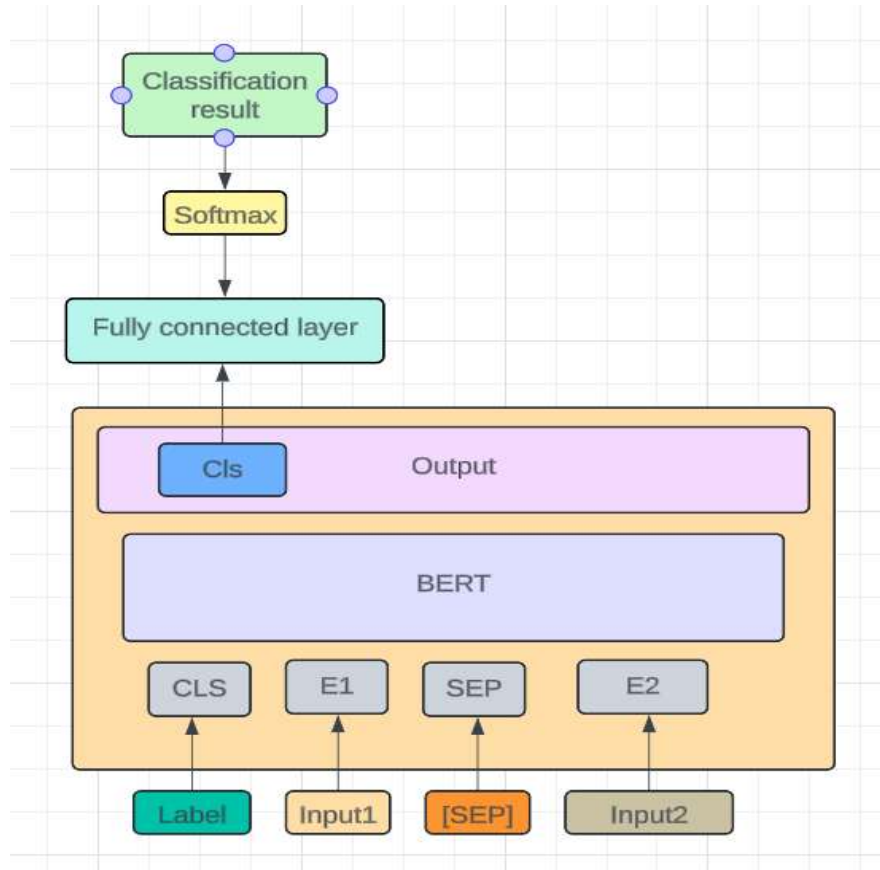 Classification
result
Softmax
Fully connected layer
Cls
Output
BERT
CLS
E1
SEP
E2
Label
Input1
[SEP]
Input2